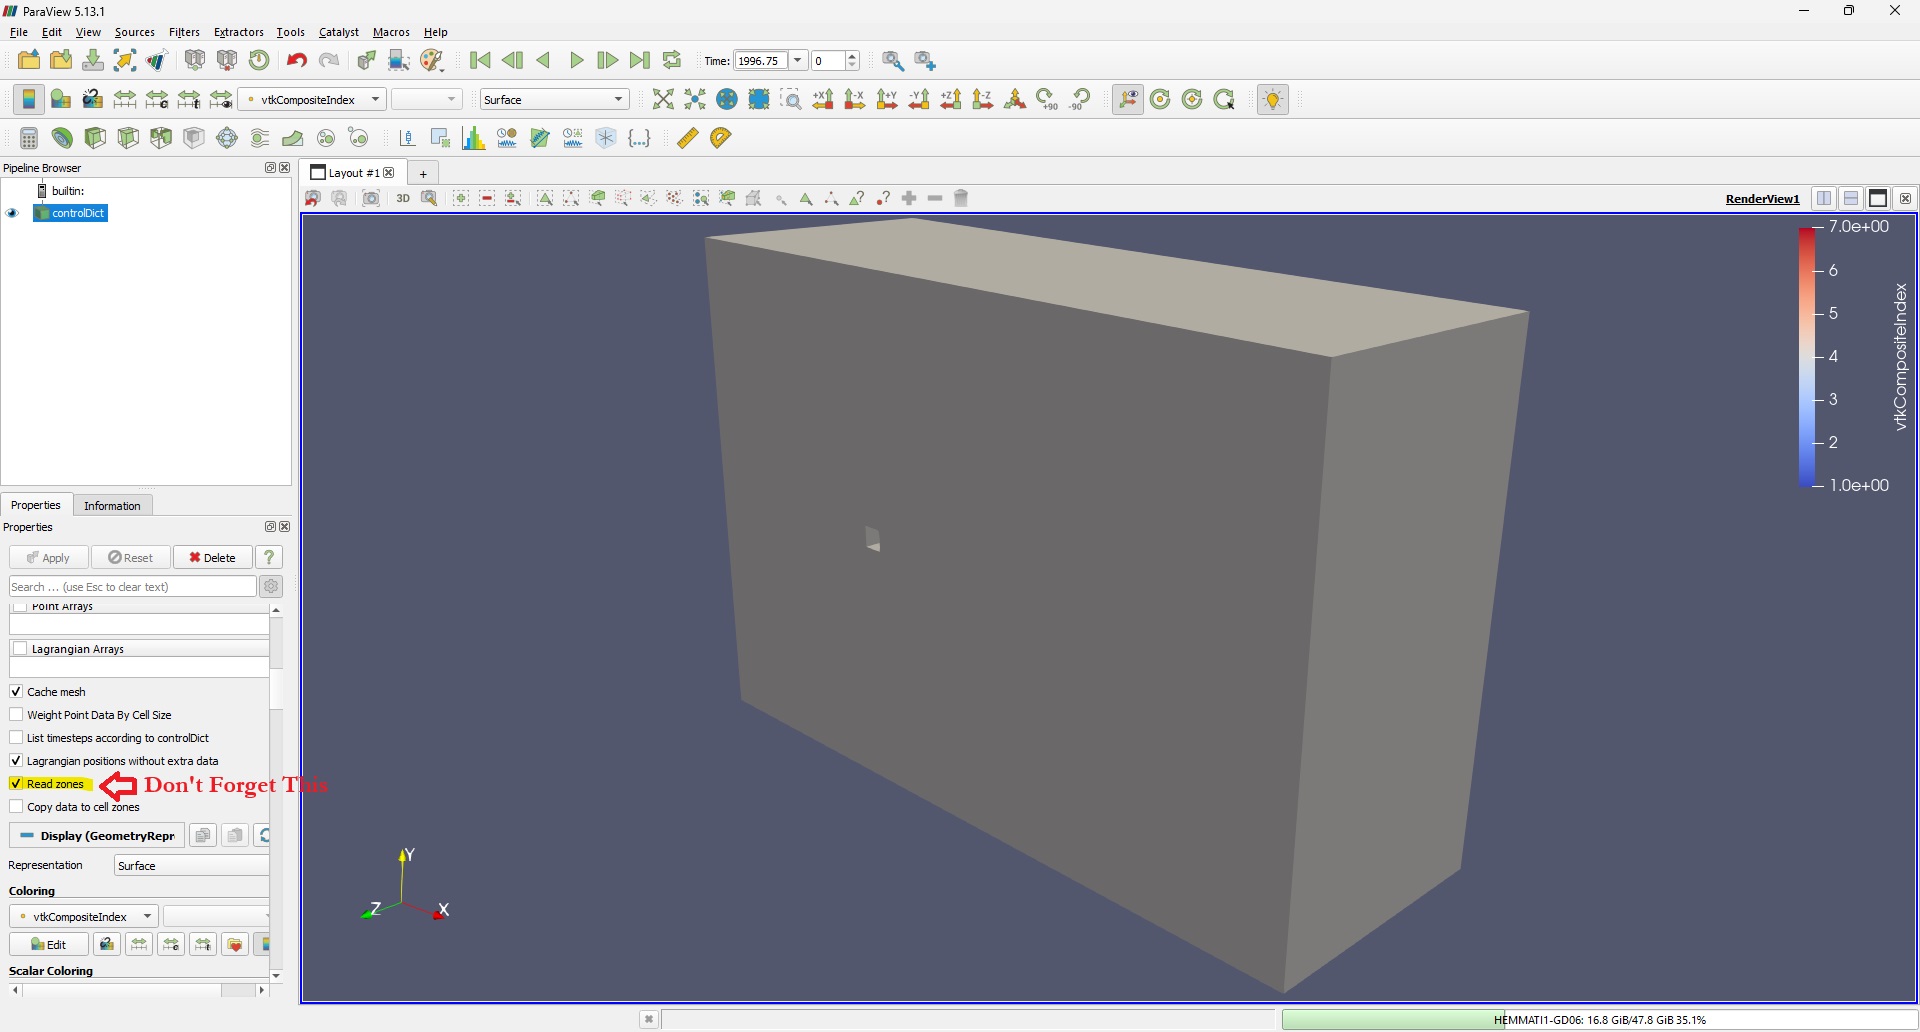 ParaView 5.13.1
File Edit View Sources Filters Extractors Tools Catalyst Macros Help
Time: 1996.75 0
vtkCompositeIndex Surface +X -X +Y -Y +Z -Z +90 -90
Pipeline Browser
builtin:
controlDict
Layout #1 +
3D
RenderView1
Properties Information
Properties
Apply Reset Delete ?
Search ... (use Esc to clear text)
Point Arrays
Lagrangian Arrays
Cache mesh
Weight Point Data By Cell Size
List timesteps according to controlDict
Lagrangian positions without extra data
Read zones Don't Forget This
Copy data to cell zones
Display (GeometryRepr
Representation Surface
Coloring
vtkCompositeIndex
Edit
Scalar Coloring
7.0e+00
6
5
4
3
2
1.0e+00
vtkCompositeIndex
Y
Z X
HEMMATI1-GD06: 16.8 GiB/47.8 GiB 35.1%